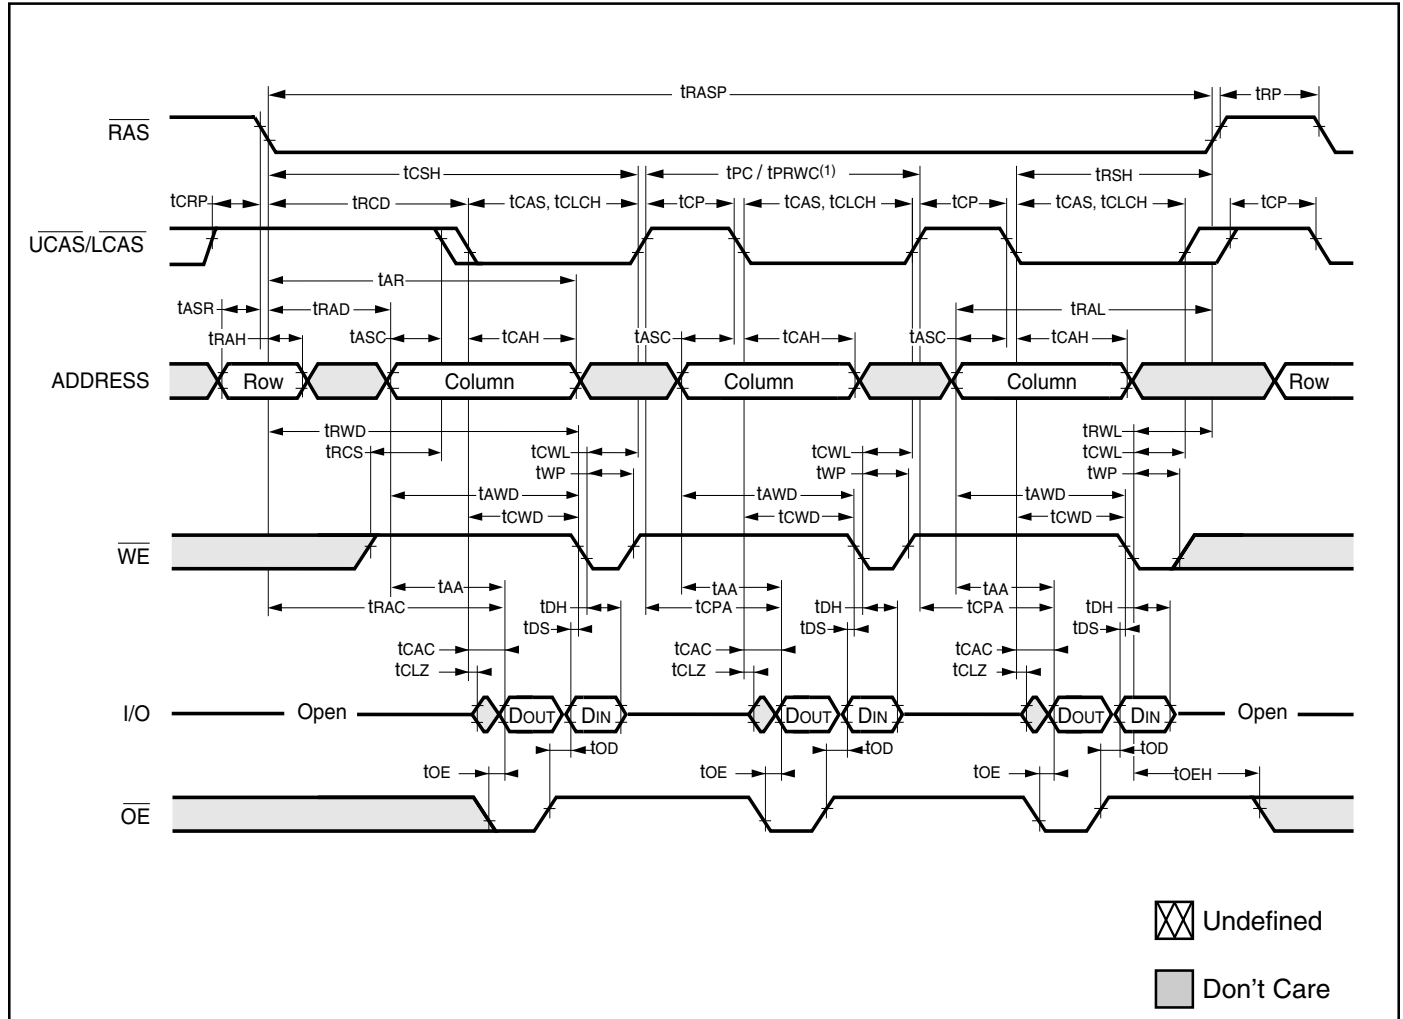 tRASP tRP
RAS
tCSH tPC / tPRWC(1) tRSH
tCRP tRCD tCAS, tCLCH tCP tCAS, tCLCH tCP tCAS, tCLCH tCP
UCAS/LCAS
tAR
tASR tRAD tRAL
tRAH tASC tCAH tASC tCAH tASC tCAH
ADDRESS Row Column Column Column Row
tRWD tRWL
tRCS tCWL tCWL tCWL
tWP tWP tWP
tAWD tAWD tAWD
tCWD tCWD tCWD
WE
tAA tAA tAA
tRAC tDH tCPA tDH tCPA tDH
tDS tDS tDS
tCAC tCAC tCAC
tCLZ tCLZ tCLZ
I/O Open DOUT DIN DOUT DIN DOUT DIN Open
tOD tOD tOD
tOE tOE tOE tOEH
OE
Undefined
Don't Care